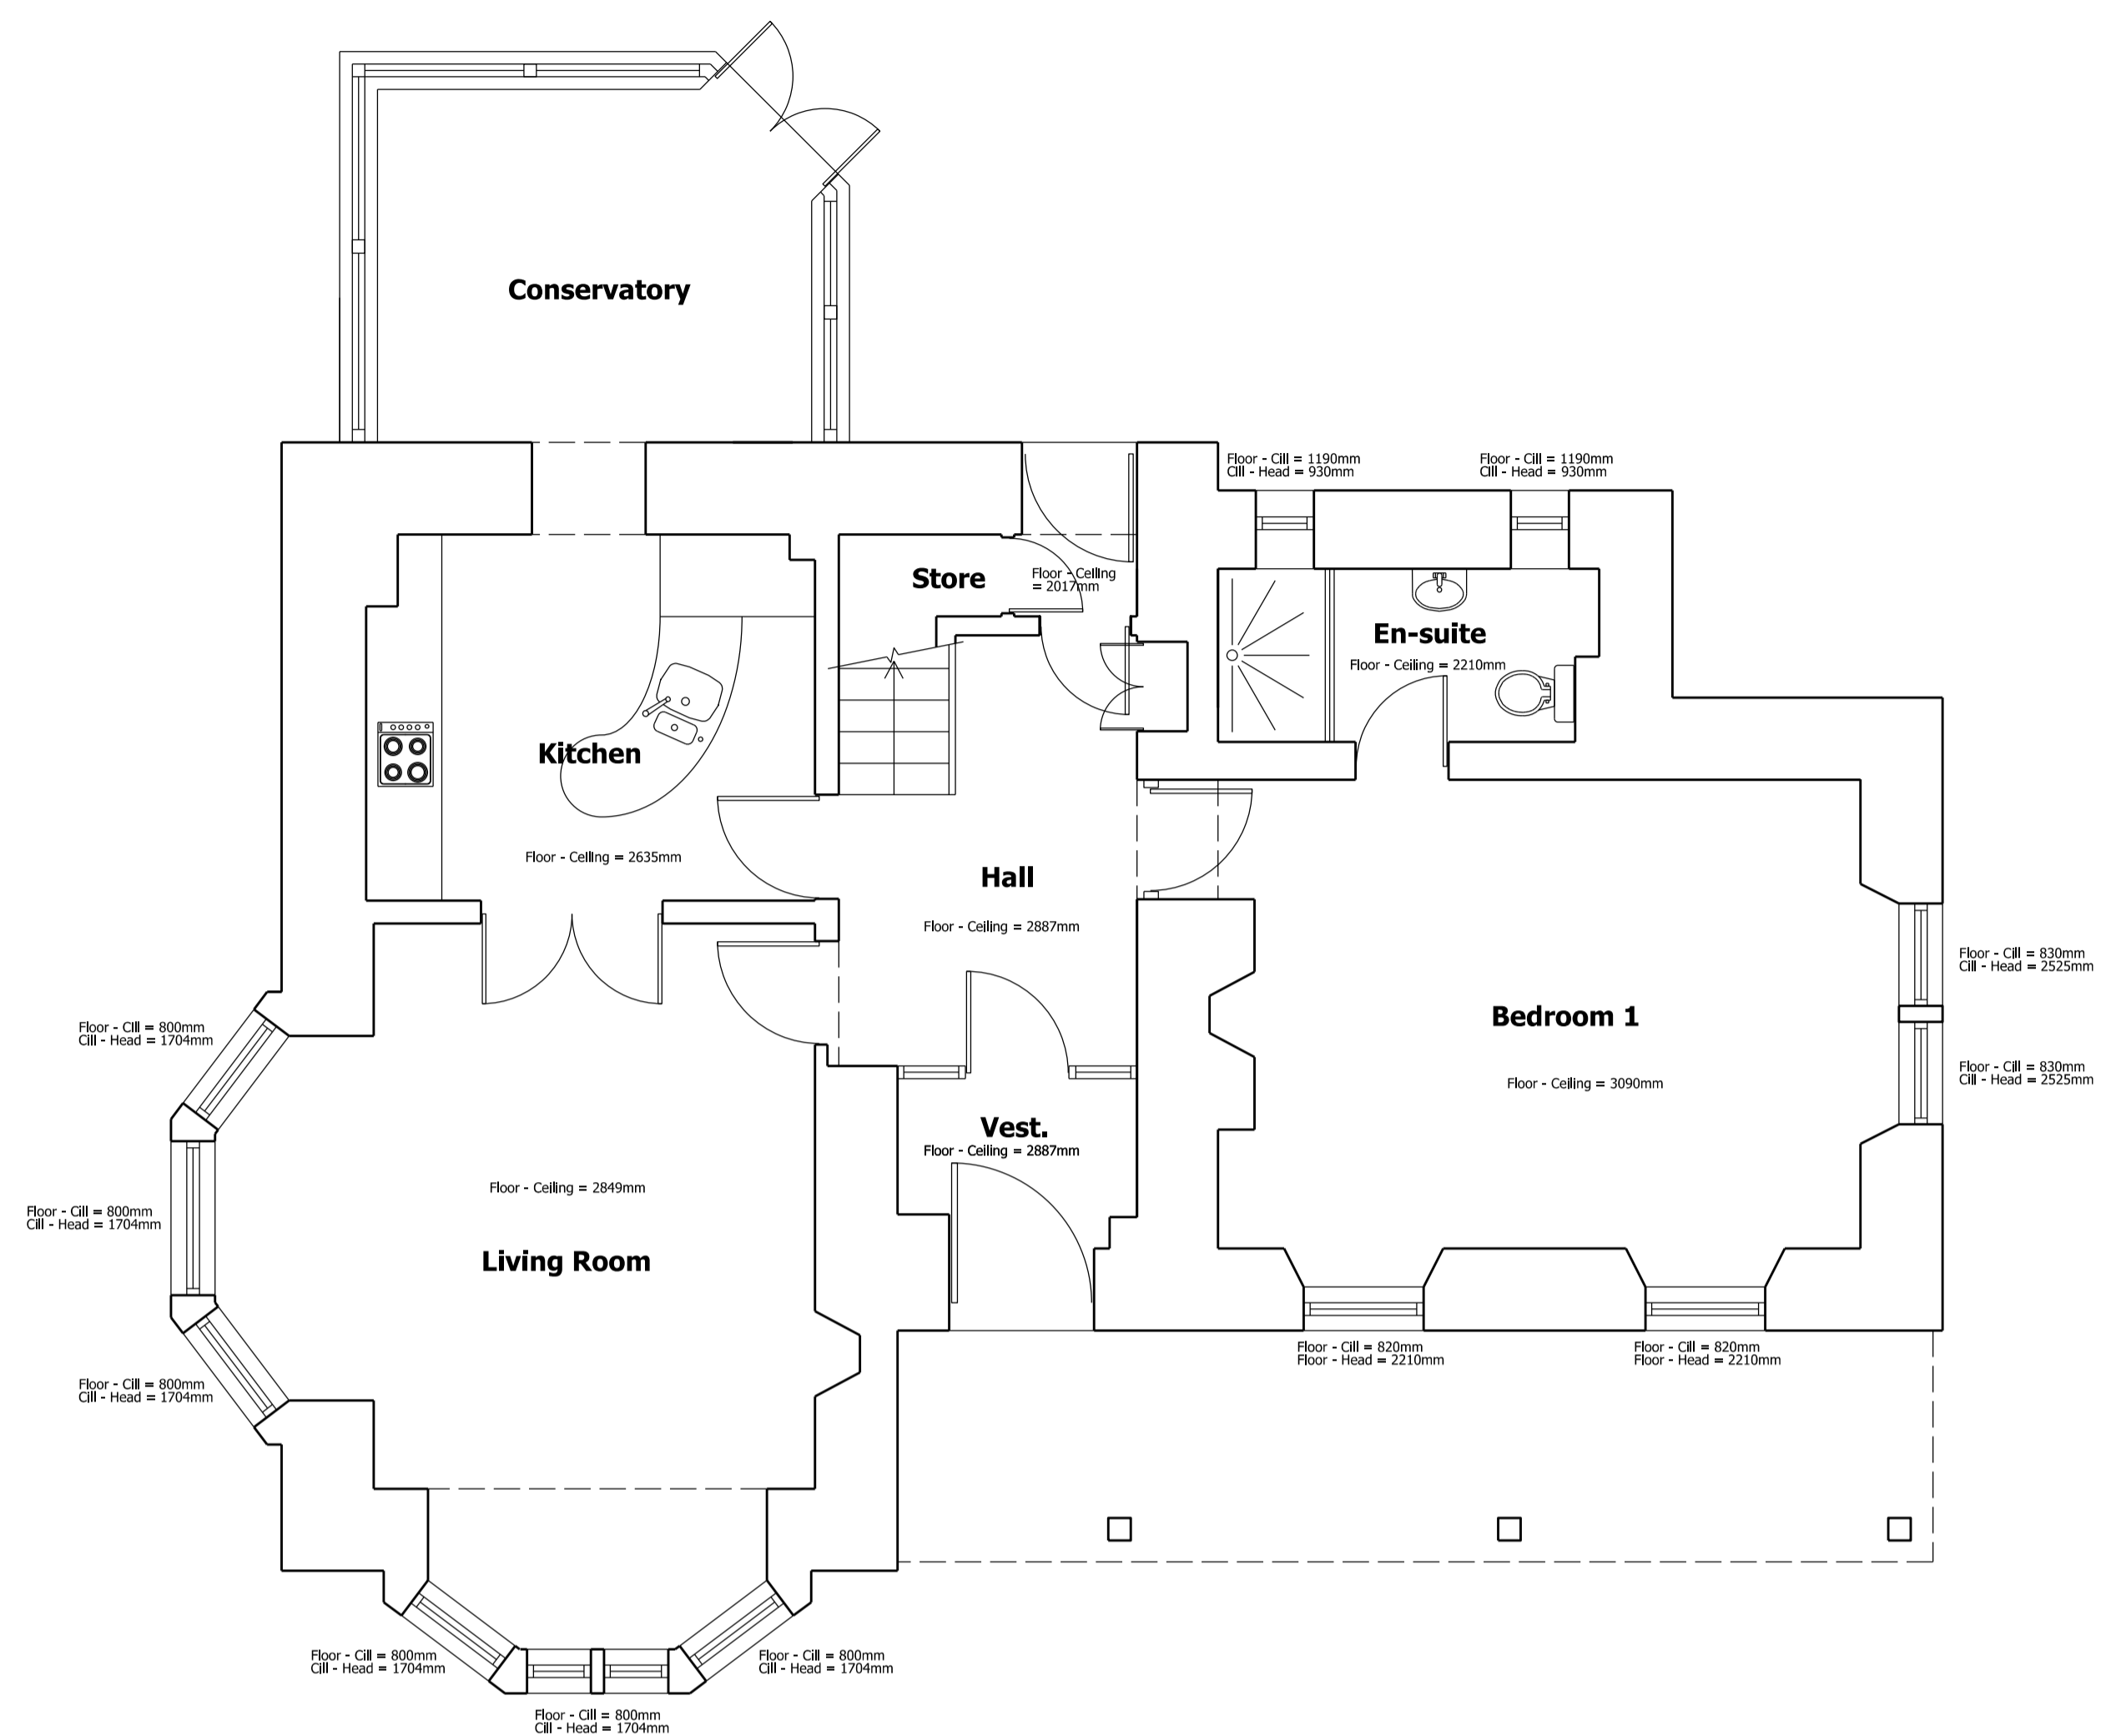 Conservatory
Floor - Cill = 1190mm
Cill - Head = 930mm
Floor - Cill = 1190mm
Cill - Head = 930mm
Store
Floor - Ceiling
= 2017mm
En-suite
Floor - Ceiling = 2210mm
Kitchen
Floor - Ceiling = 2635mm
Hall
Floor - Ceiling = 2887mm
Floor - Cill = 830mm
Cill - Head = 2525mm
Bedroom 1
Floor - Ceiling = 3090mm
Floor - Cill = 830mm
Cill - Head = 2525mm
Floor - Cill = 800mm
Cill - Head = 1704mm
Vest.
Floor - Ceiling = 2887mm
Floor - Ceiling = 2849mm
Floor - Cill = 800mm
Cill - Head = 1704mm
Living Room
Floor - Cill = 820mm
Floor - Head = 2210mm
Floor - Cill = 820mm
Floor - Head = 2210mm
Floor - Cill = 800mm
Cill - Head = 1704mm
Floor - Cill = 800mm
Cill - Head = 1704mm
Floor - Cill = 800mm
Cill - Head = 1704mm
Floor - Cill = 800mm
Cill - Head = 1704mm